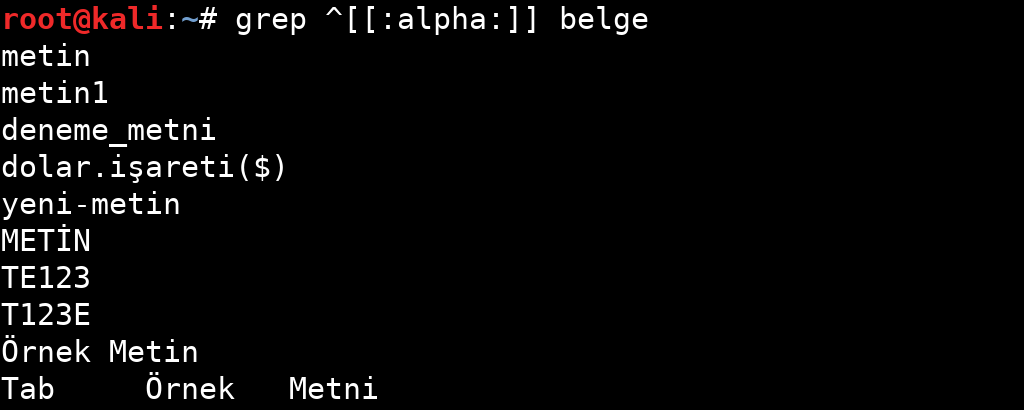 root@kali:~# grep ^[[:alpha:]] belge
metin
metin1
deneme_metni
dolar.işareti($)
yeni-metin
METİN
TE123
T123E
Örnek Metin
Tab     Örnek   Metni